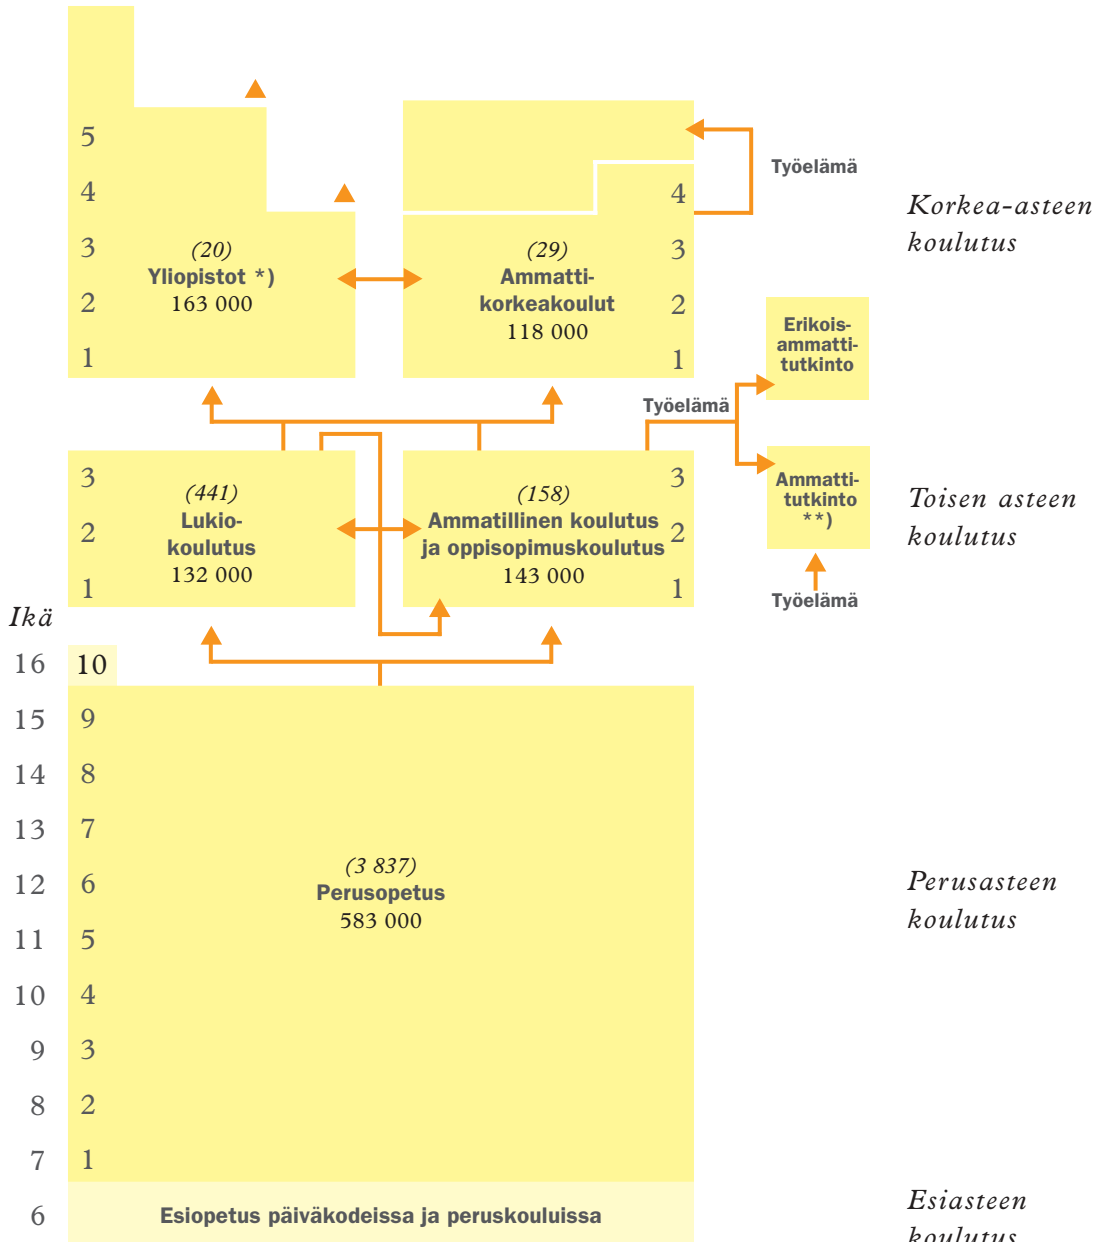 5
4
3
2
1
(20)
Yliopistot *)
163 000
(29)
Ammatti-
korkeakoulut
118 000
4
3
2
1
Työelämä
Korkea-asteen
koulutus
Erikois-
ammatti-
tutkinto
Työelämä
3
2
1
(441)
Lukio-
koulutus
132 000
(158)
Ammatillinen koulutus
ja oppisopimuskoulutus
143 000
3
2
1
Ammatti-
tutkinto
**)
Työelämä
Toisen asteen
koulutus
Ikä
16 10
15 9
14 8
13 7
12 6
11 5
10 4
9 3
8 2
7 1
6
(3 837)
Perusopetus
583 000
Perusasteen
koulutus
Esiopetus päiväkodeissa ja peruskouluissa
Esiasteen
koulutus